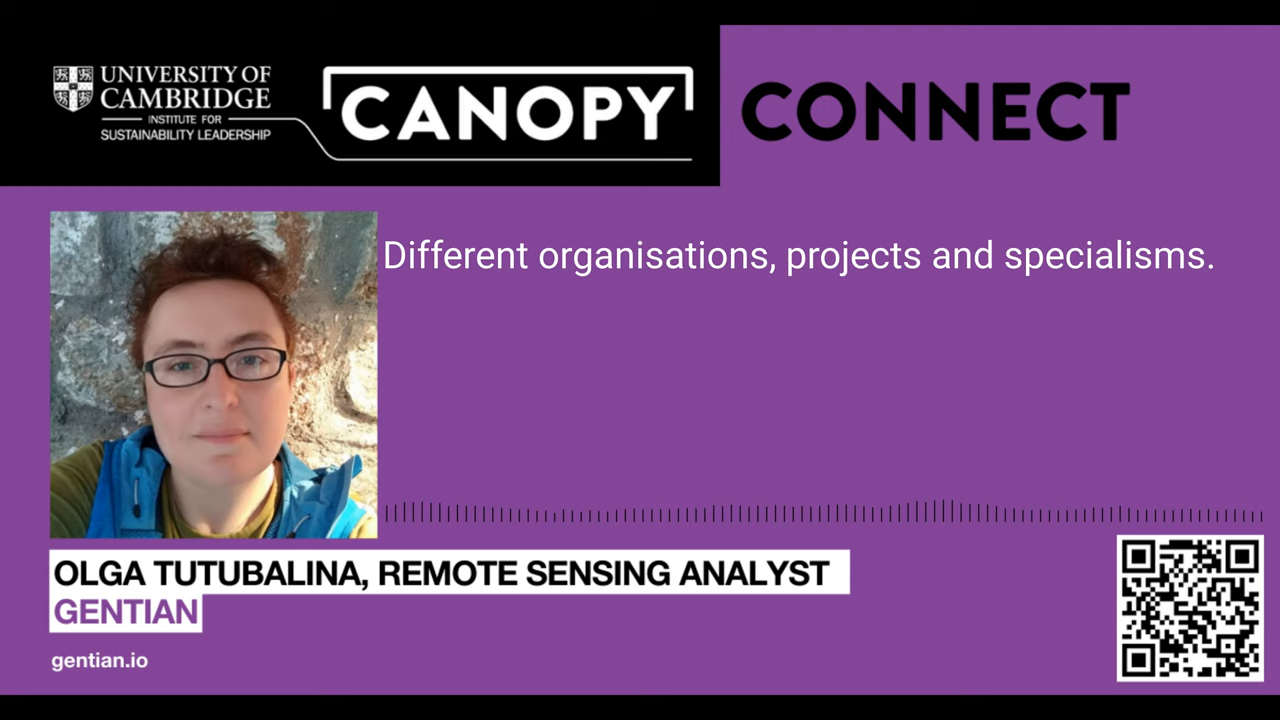 UNIVERSITY OF
CAMBRIDGE
INSTITUTE FOR
SUSTAINABILITY LEADERSHIP
CANOPY
CONNECT
Different organisations, projects and specialisms.
OLGA TUTUBALINA, REMOTE SENSING ANALYST
GENTIAN
gentian.io